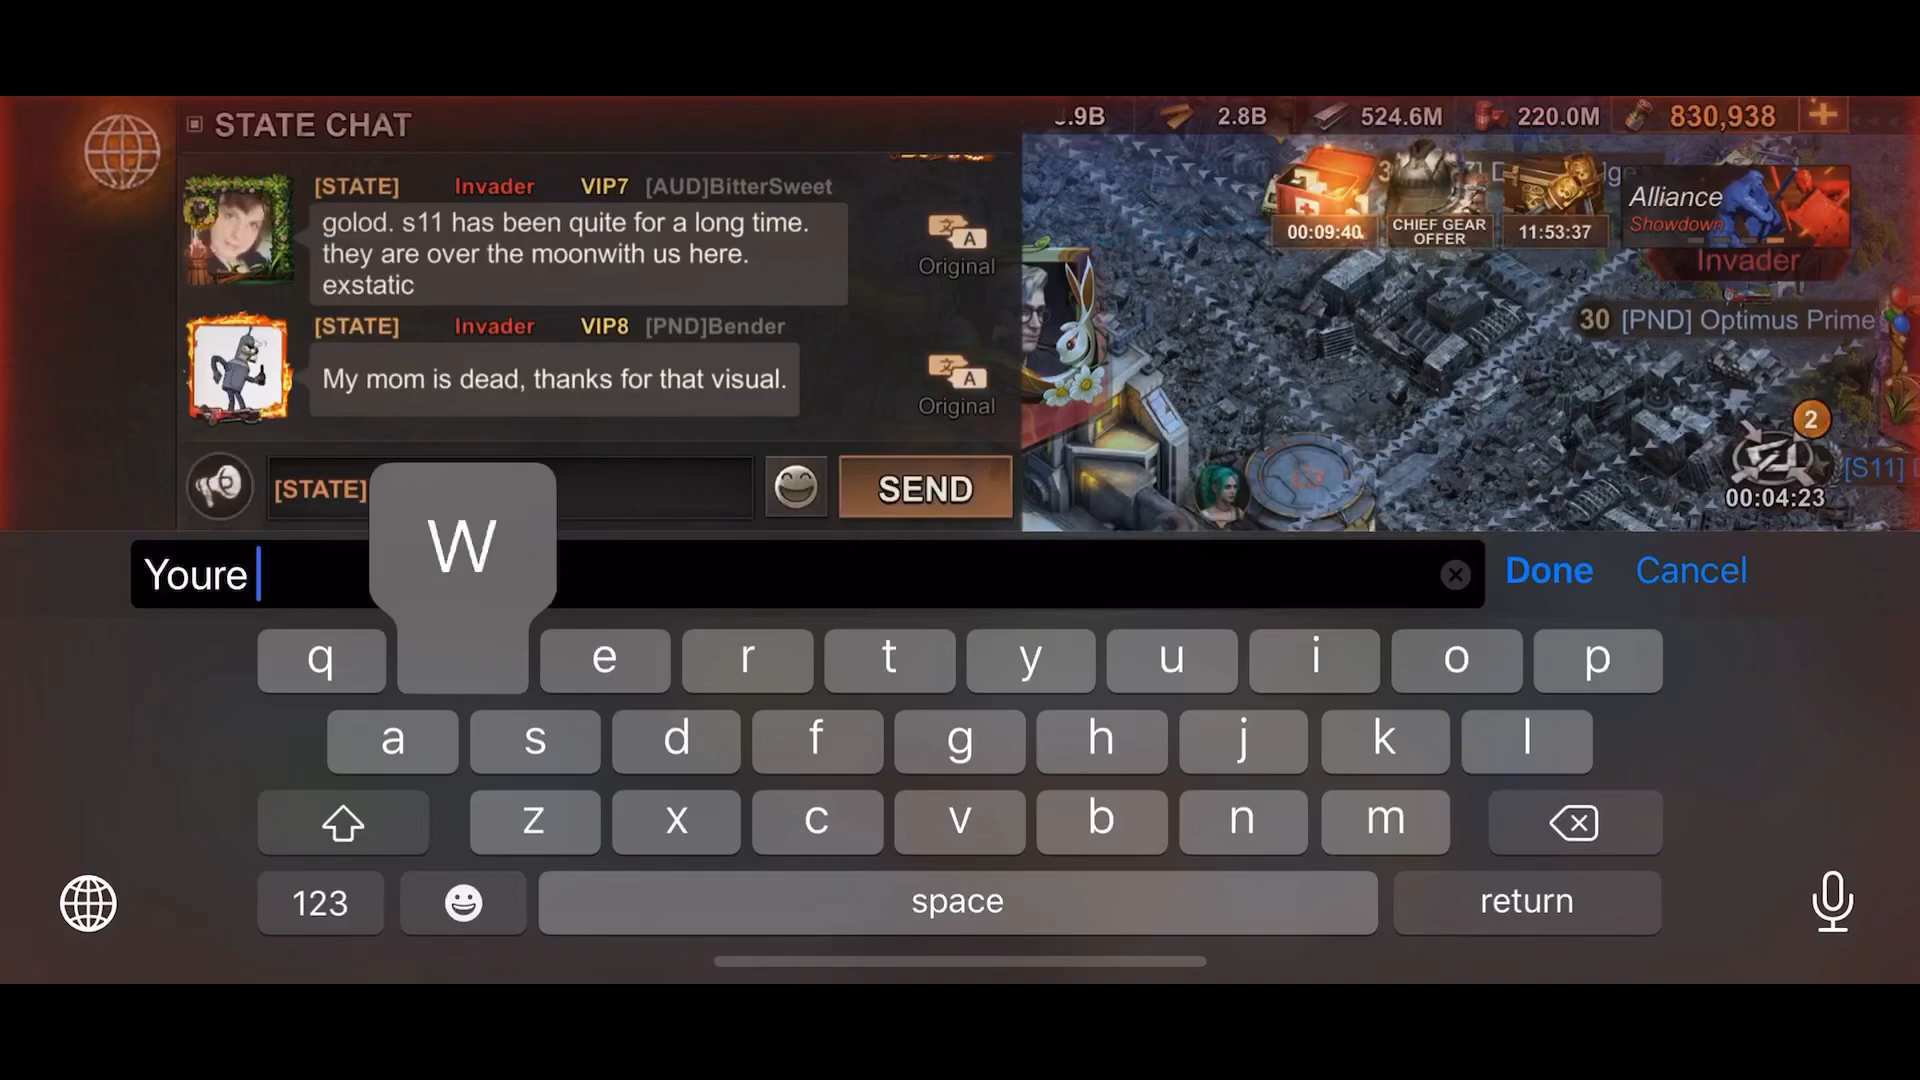 STATE CHAT
.9B 2.8B 524.6M 220.0M 830,938 +
[STATE] Invader VIP7 [AUD]BitterSweet
golod. s11 has been quite for a long time.
they are over the moonwith us here.
exstatic
Original
[STATE] Invader VIP8 [PND]Bender
My mom is dead, thanks for that visual.
Original
[STATE]
SEND
00:09:40
CHIEF GEAR
OFFER
11:53:37
Alliance
Showdown
Invader
30 [PND] Optimus Prime
2
00:04:23
[S11]
Youre
Done Cancel
W
q e r t y u i o p
a s d f g h j k l
z x c v b n m
123 space return